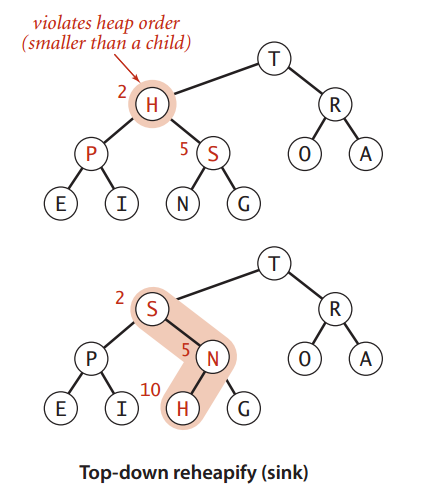 violates heap order
(smaller than a child)
T
2 H R
P 5 S O A
E I N G
T
2 S R
P 5 N O A
10
E I H G
Top-down reheapify (sink)